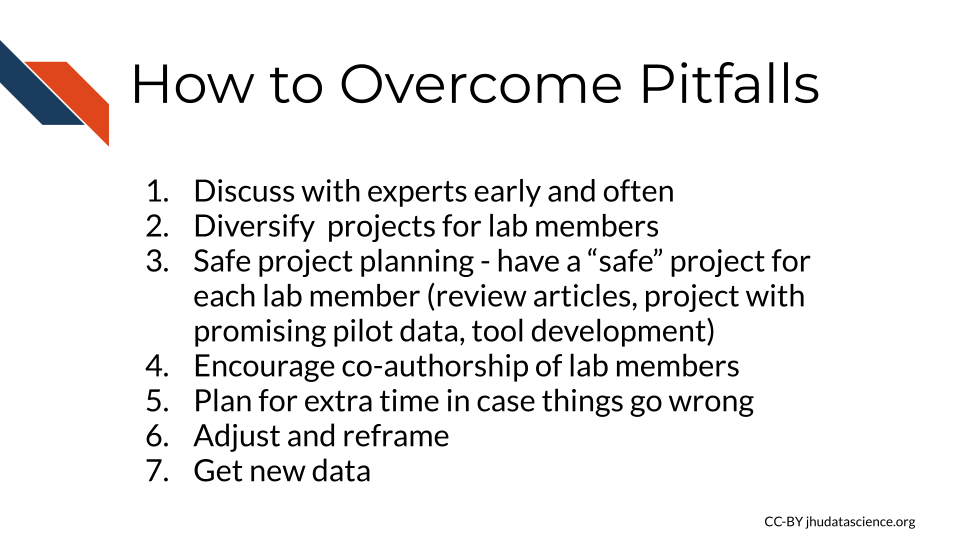 How to Overcome Pitfalls
1. Discuss with experts early and often
2. Diversify  projects for lab members
3. Safe project planning - have a “safe” project for
each lab member (review articles, project with
promising pilot data, tool development)
4. Encourage co-authorship of lab members
5. Plan for extra time in case things go wrong
6. Adjust and reframe
7. Get new data
CC-BY jhudatascience.org